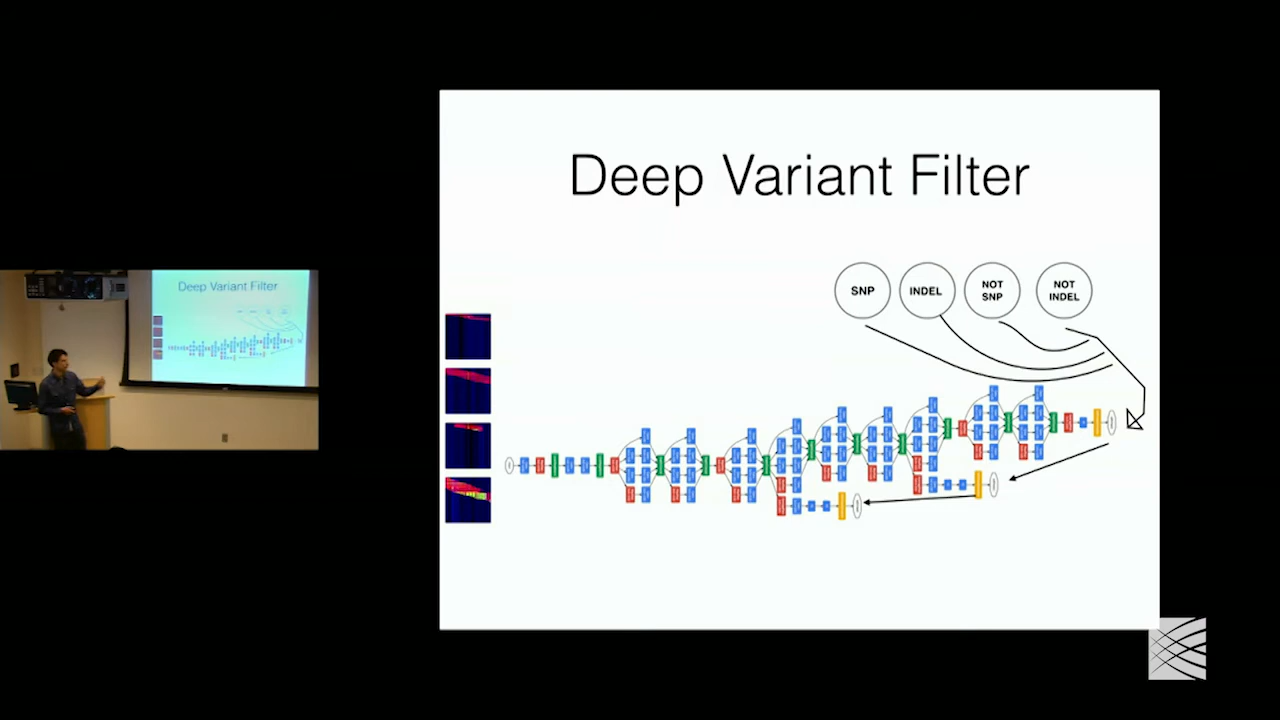 Deep Variant Filter
SNP
INDEL
NOT
SNP
NOT
INDEL
Deep Variant Filter